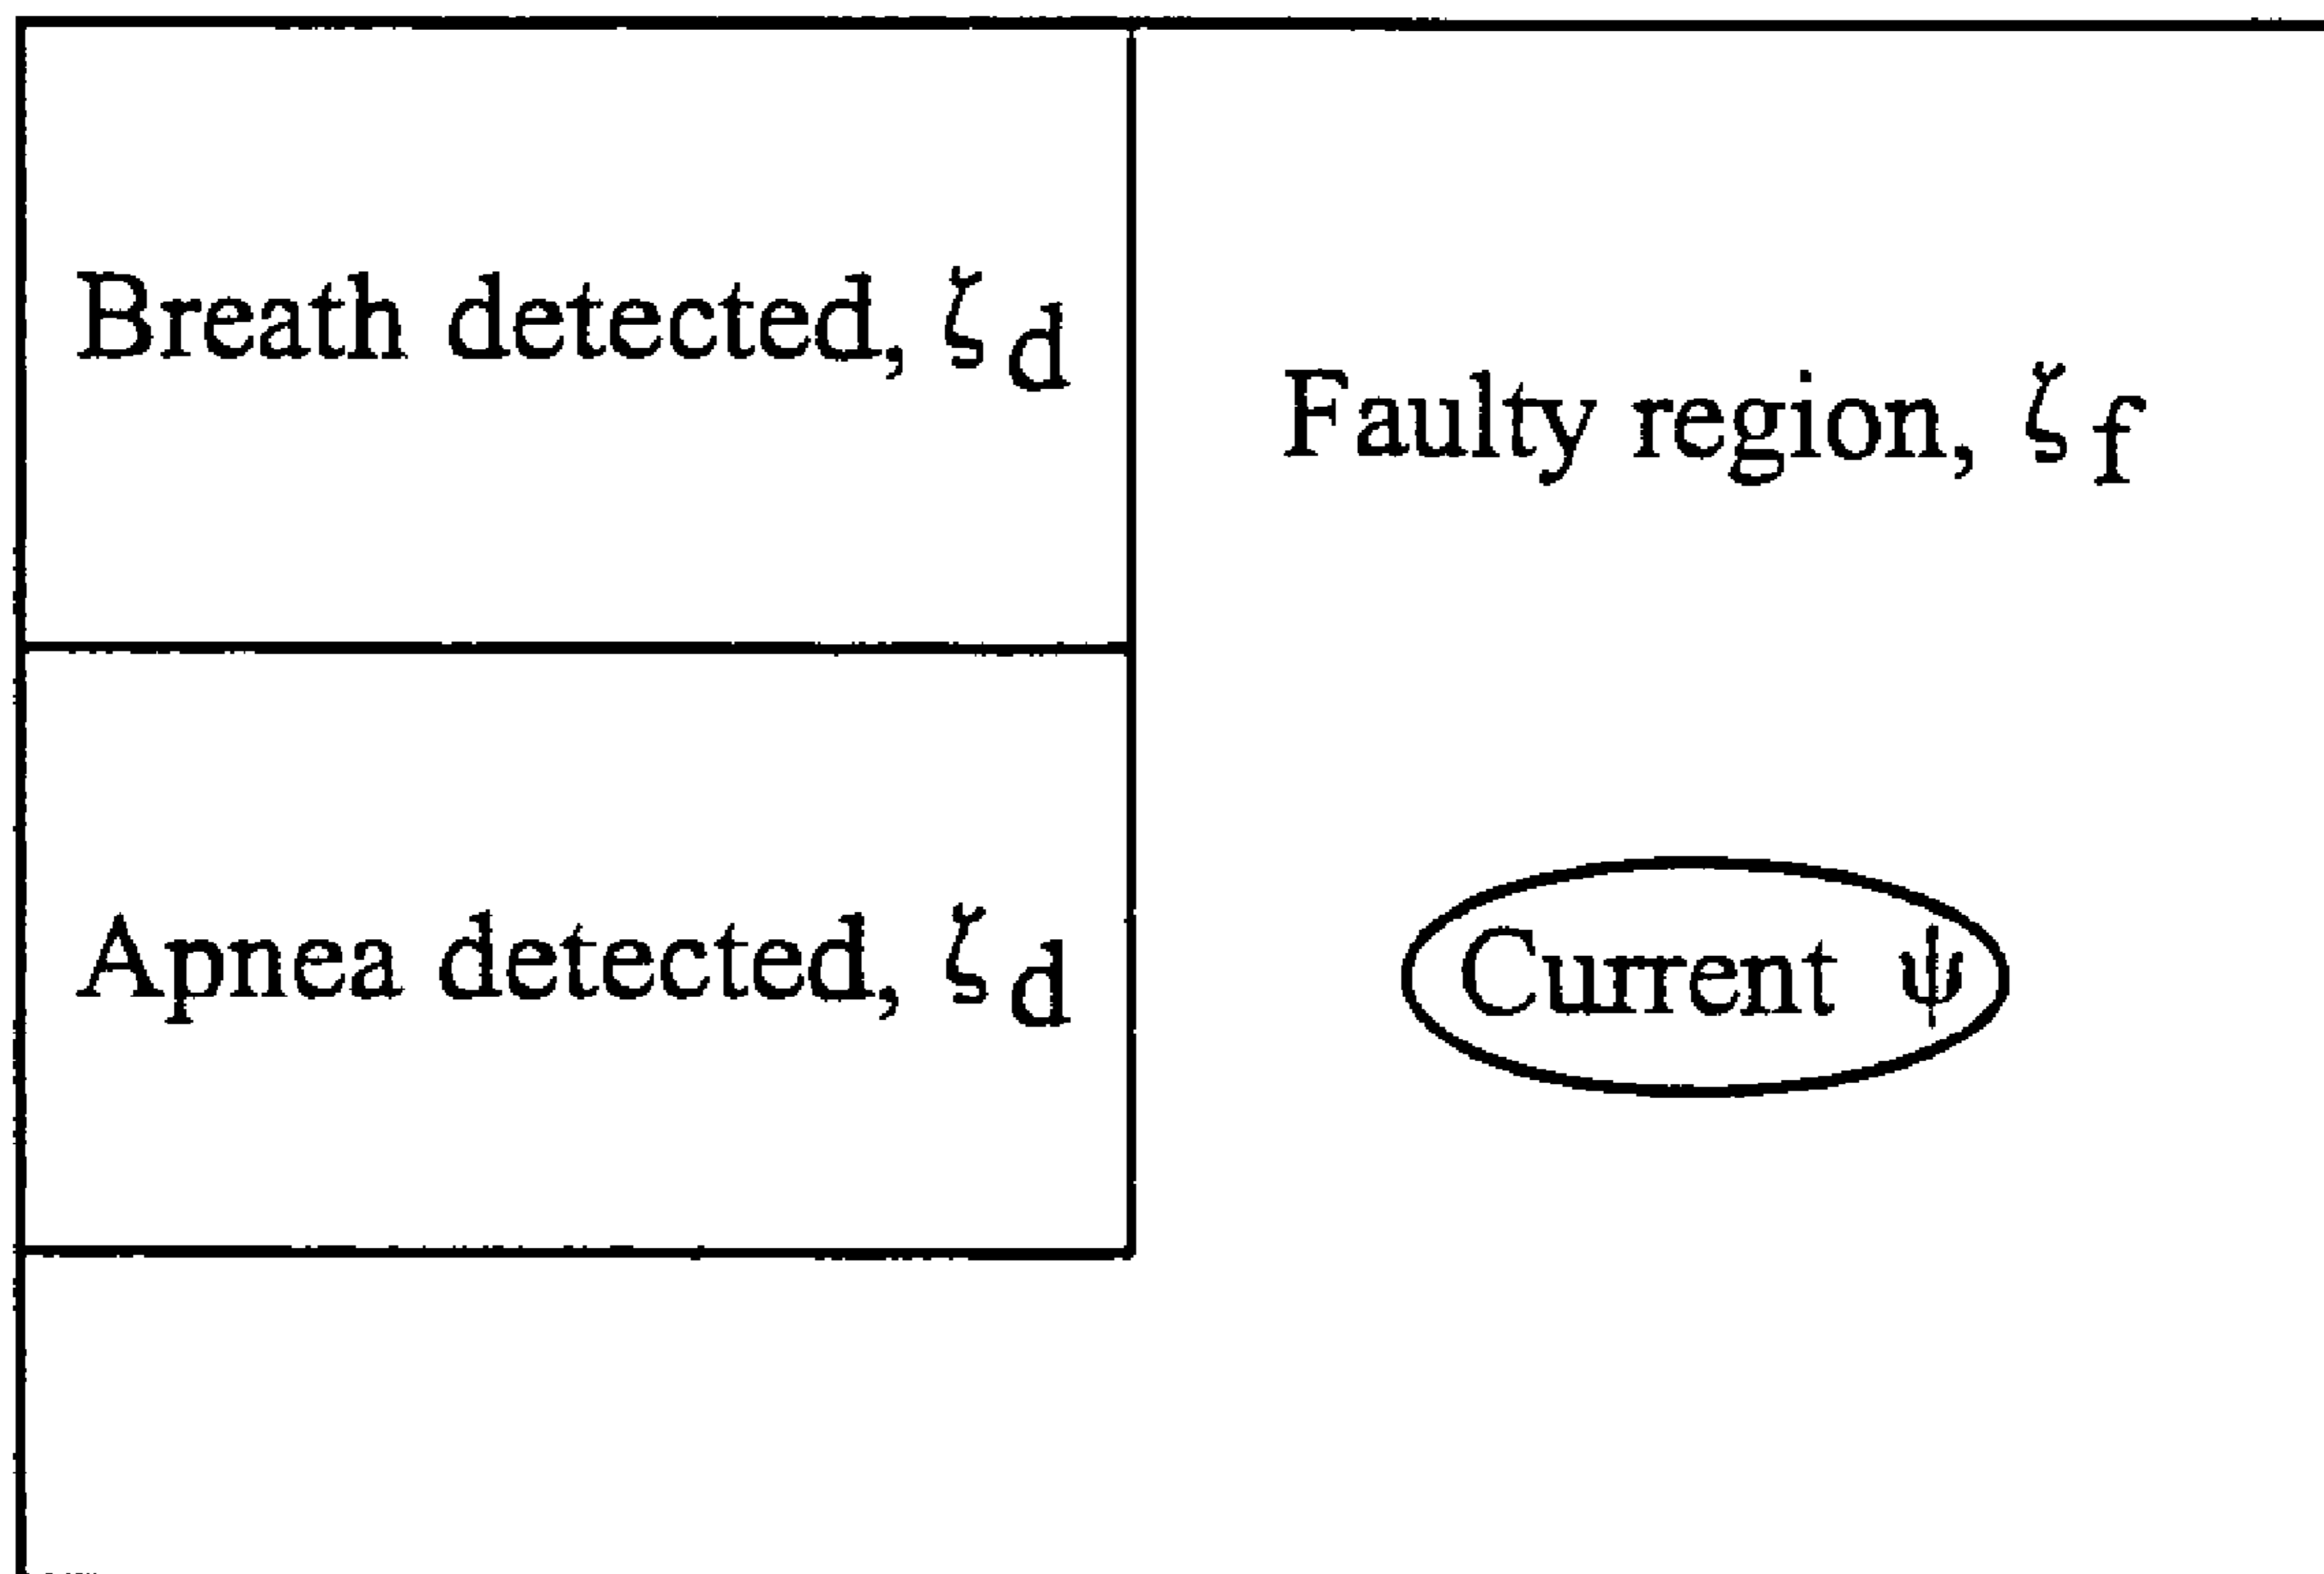 Breath detected, ζd
Faulty region, ζf
Apnea detected, ζd
Current ψ